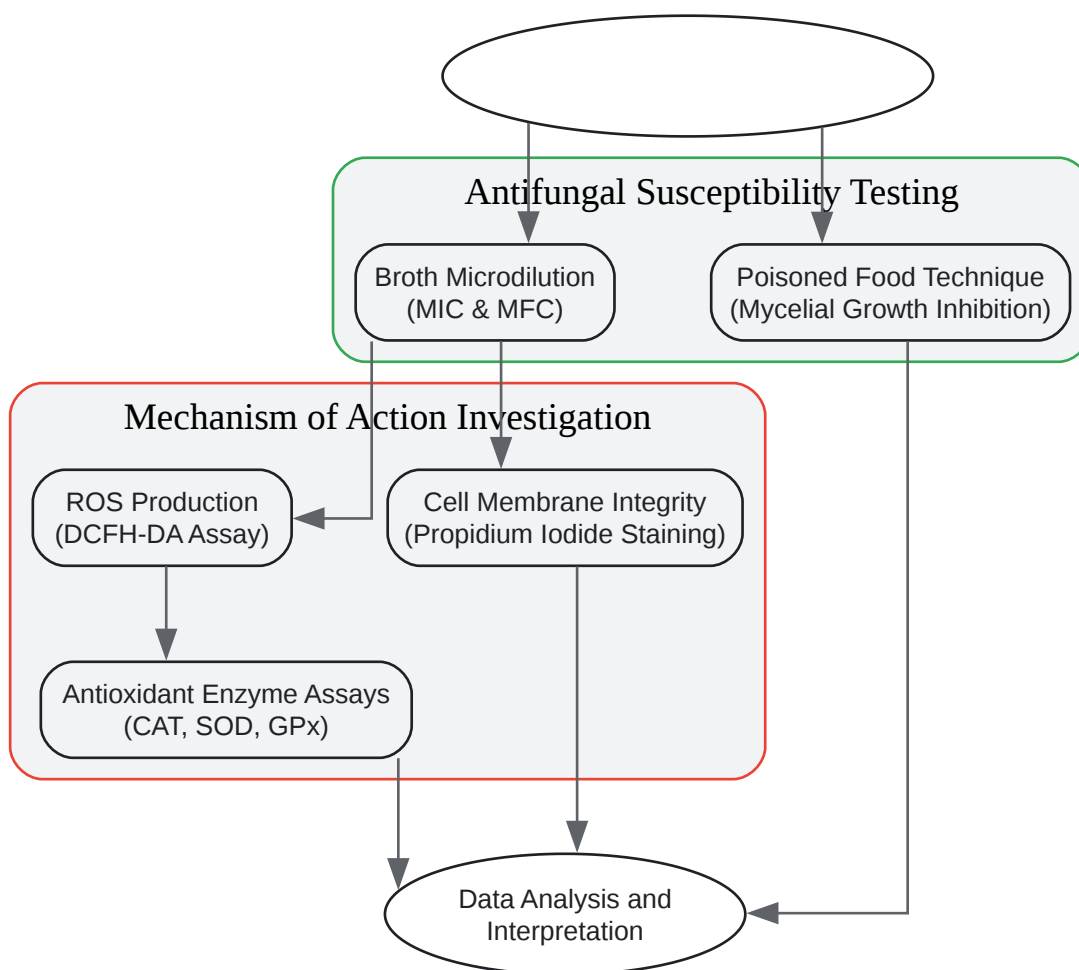 Antifungal Susceptibility Testing
Broth Microdilution
(MIC & MFC)
Poisoned Food Technique
(Mycelial Growth Inhibition)
Mechanism of Action Investigation
ROS Production
(DCFH-DA Assay)
Cell Membrane Integrity
(Propidium Iodide Staining)
Antioxidant Enzyme Assays
(CAT, SOD, GPx)
Data Analysis and
Interpretation